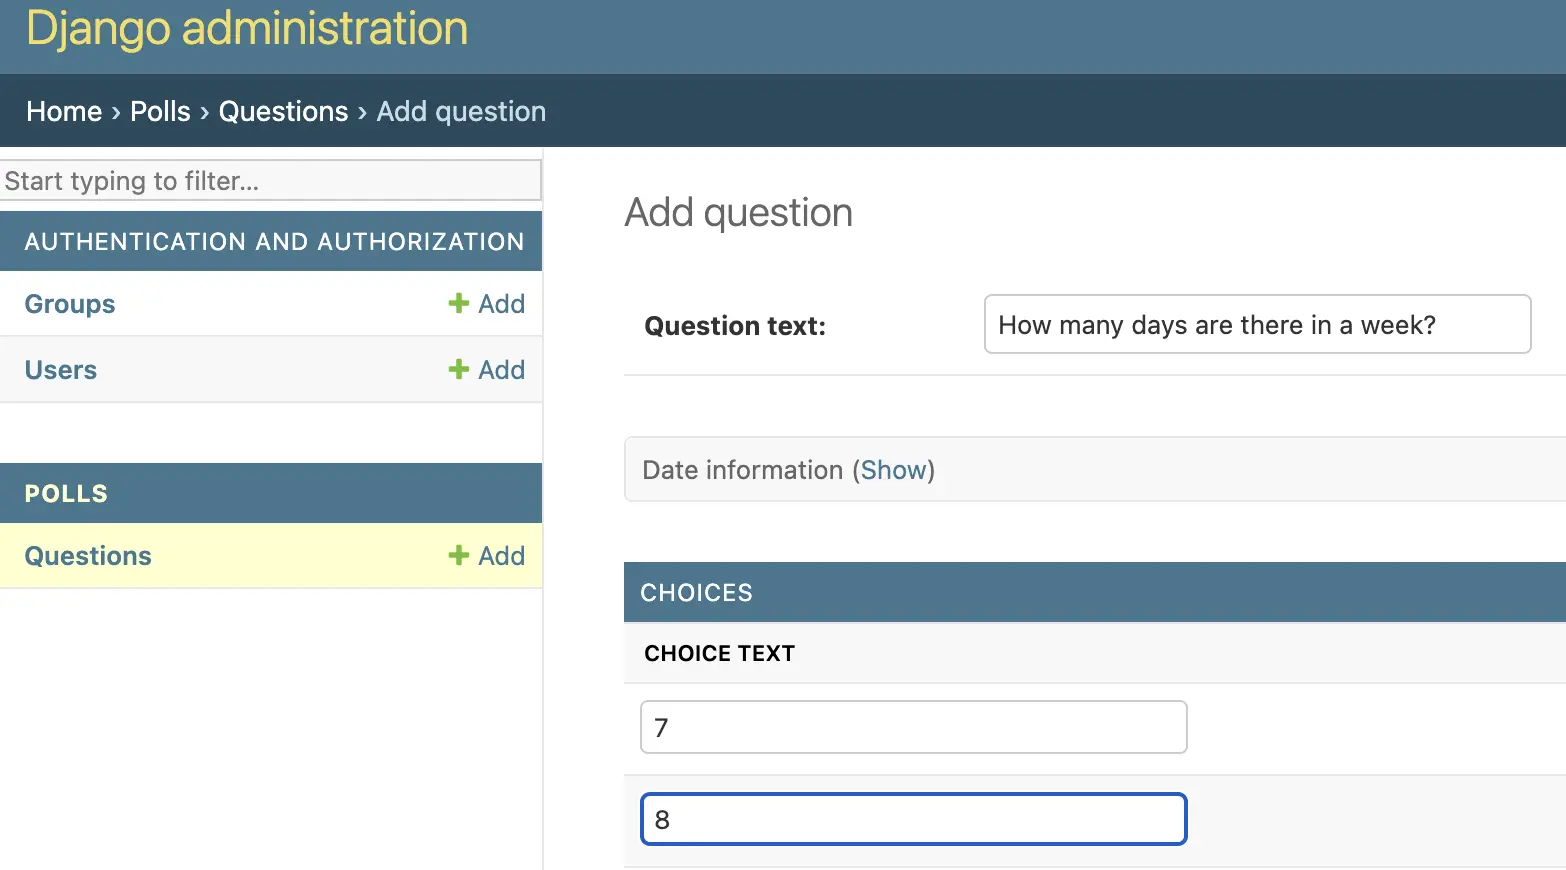 Django administration
Home › Polls › Questions › Add question
Start typing to filter...
AUTHENTICATION AND AUTHORIZATION
Groups + Add
Users + Add
POLLS
Questions + Add
Add question
Question text: How many days are there in a week?
Date information (Show)
CHOICES
CHOICE TEXT
7
8